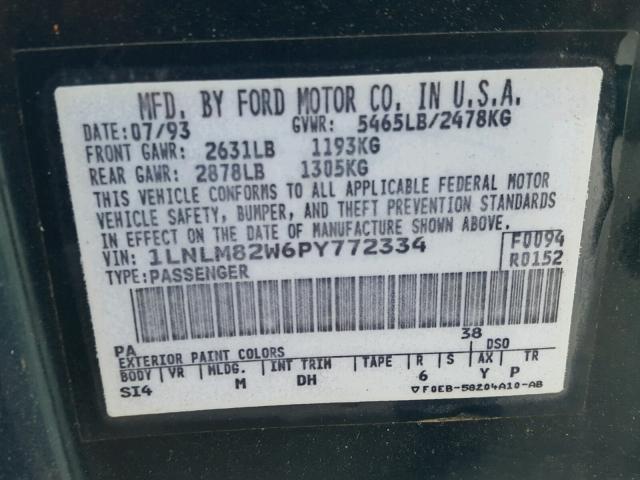 MFD. BY FORD MOTOR CO. IN U.S.A.
DATE: 07/93 GVWR: 5465LB/2478KG
FRONT GAWR: 2631LB 1193KG
REAR GAWR: 2878LB 1305KG
THIS VEHICLE CONFORMS TO ALL APPLICABLE FEDERAL MOTOR
VEHICLE SAFETY, BUMPER, AND THEFT PREVENTION STANDARDS
IN EFFECT ON THE DATE OF MANUFACTURE SHOWN ABOVE.
VIN: 1LNLM82W6PY772334 F0094
TYPE: PASSENGER R0152
PA 38
EXTERIOR PAINT COLORS DSO
BODY VR MLDG. INT TRIM TAPE R S AX TR
SI4 M DH 6 Y P
▽F0EB-58204A10-AB